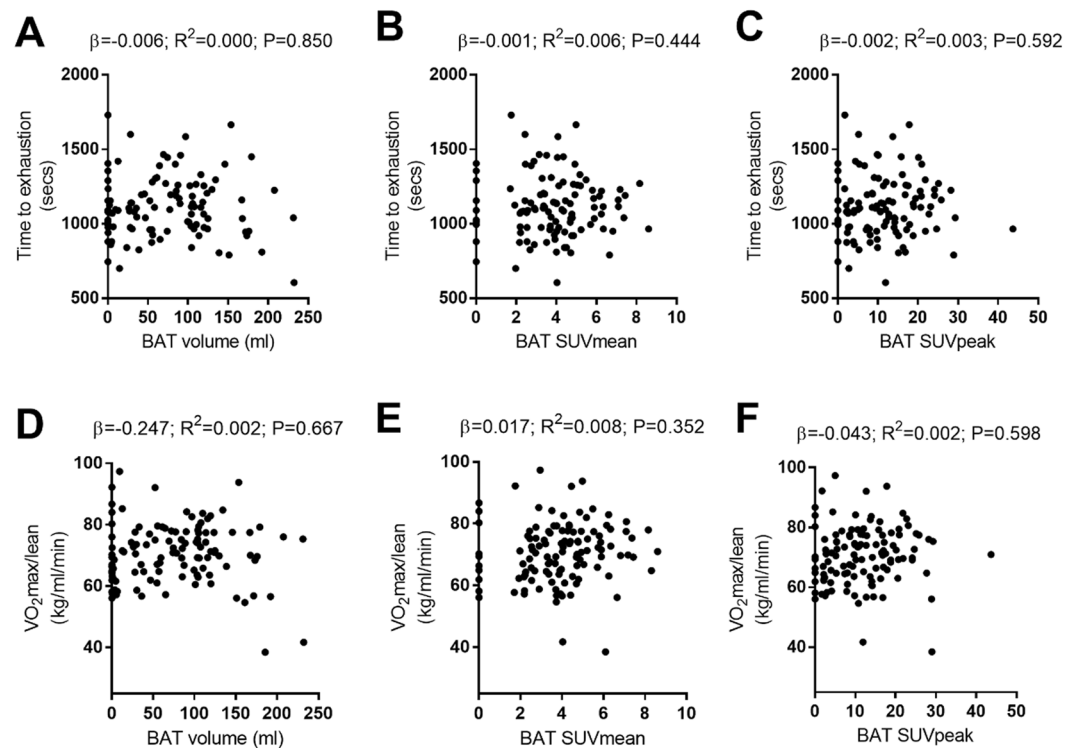 A
β=-0.006; R²=0.000; P=0.850
2000
1500
1000
500
Time to exhaustion
(secs)
0 50 100 150 200 250
BAT volume (ml)
B
β=-0.001; R²=0.006; P=0.444
2000
1500
1000
500
Time to exhaustion
(secs)
0 2 4 6 8 10
BAT SUVmean
C
β=-0.002; R²=0.003; P=0.592
2000
1500
1000
500
Time to exhaustion
(secs)
0 10 20 30 40 50
BAT SUVpeak
D
β=-0.247; R²=0.002; P=0.667
100
80
60
40
VO₂max/lean
(kg/ml/min)
0 50 100 150 200 250
BAT volume (ml)
E
β=0.017; R²=0.008; P=0.352
100
80
60
40
VO₂max/lean
(kg/ml/min)
0 2 4 6 8 10
BAT SUVmean
F
β=-0.043; R²=0.002; P=0.598
100
80
60
40
VO₂max/lean
(kg/ml/min)
0 10 20 30 40 50
BAT SUVpeak